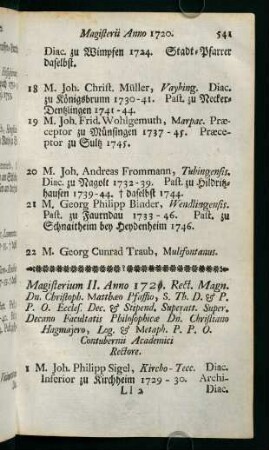 Magisterii Anno 1720. 541
Diac. zu Wimpfen 1724. Stadt-Pfarrer
daselbst.
18 M. Joh. Christ. Müller, Vayhing. Diac.
zu Königsbrunn 1730-41. Past. zu Necker-
Dentzlingen 1741-44.
19 M. Joh. Frid. Wohlgemuth, Marpac. Præ-
ceptor zu Münsingen 1737-45. Præce-
ptor zu Sultz 1745.
20 M. Joh. Andreas Frommann, Tubingensis.
Diac. zu Nagolt 1732-39. Past. zu Hildritz-
hausen 1739-44. † daselbst 1744.
21 M. Georg Philipp Binder, Wendlingensis.
Past. zu Faurndau 1733-46. Past. zu
Schnaitheim bey Heydenheim 1746.
22 M. Georg Cunrad Traub, Mulifontanus.
Magisterium II. Anno Rect. Magn.
Dn. Christoph. Matthæo Pfaffio, S. Th. D. & P.
P. O. Eccles. Dec. & Stipend. Superatt. Super.
Decano Facultatis Philosophicæ Dn. Christiano
Hagmajero, Log. & Metaph. P. P. O.
Contubernii Academici
Rectore.
1 M. Joh. Philipp Sigel, Kircho-Tecc. Diac.
Inferior zu Kirchheim 1729-30. Archi-
Ll 2 Diac.